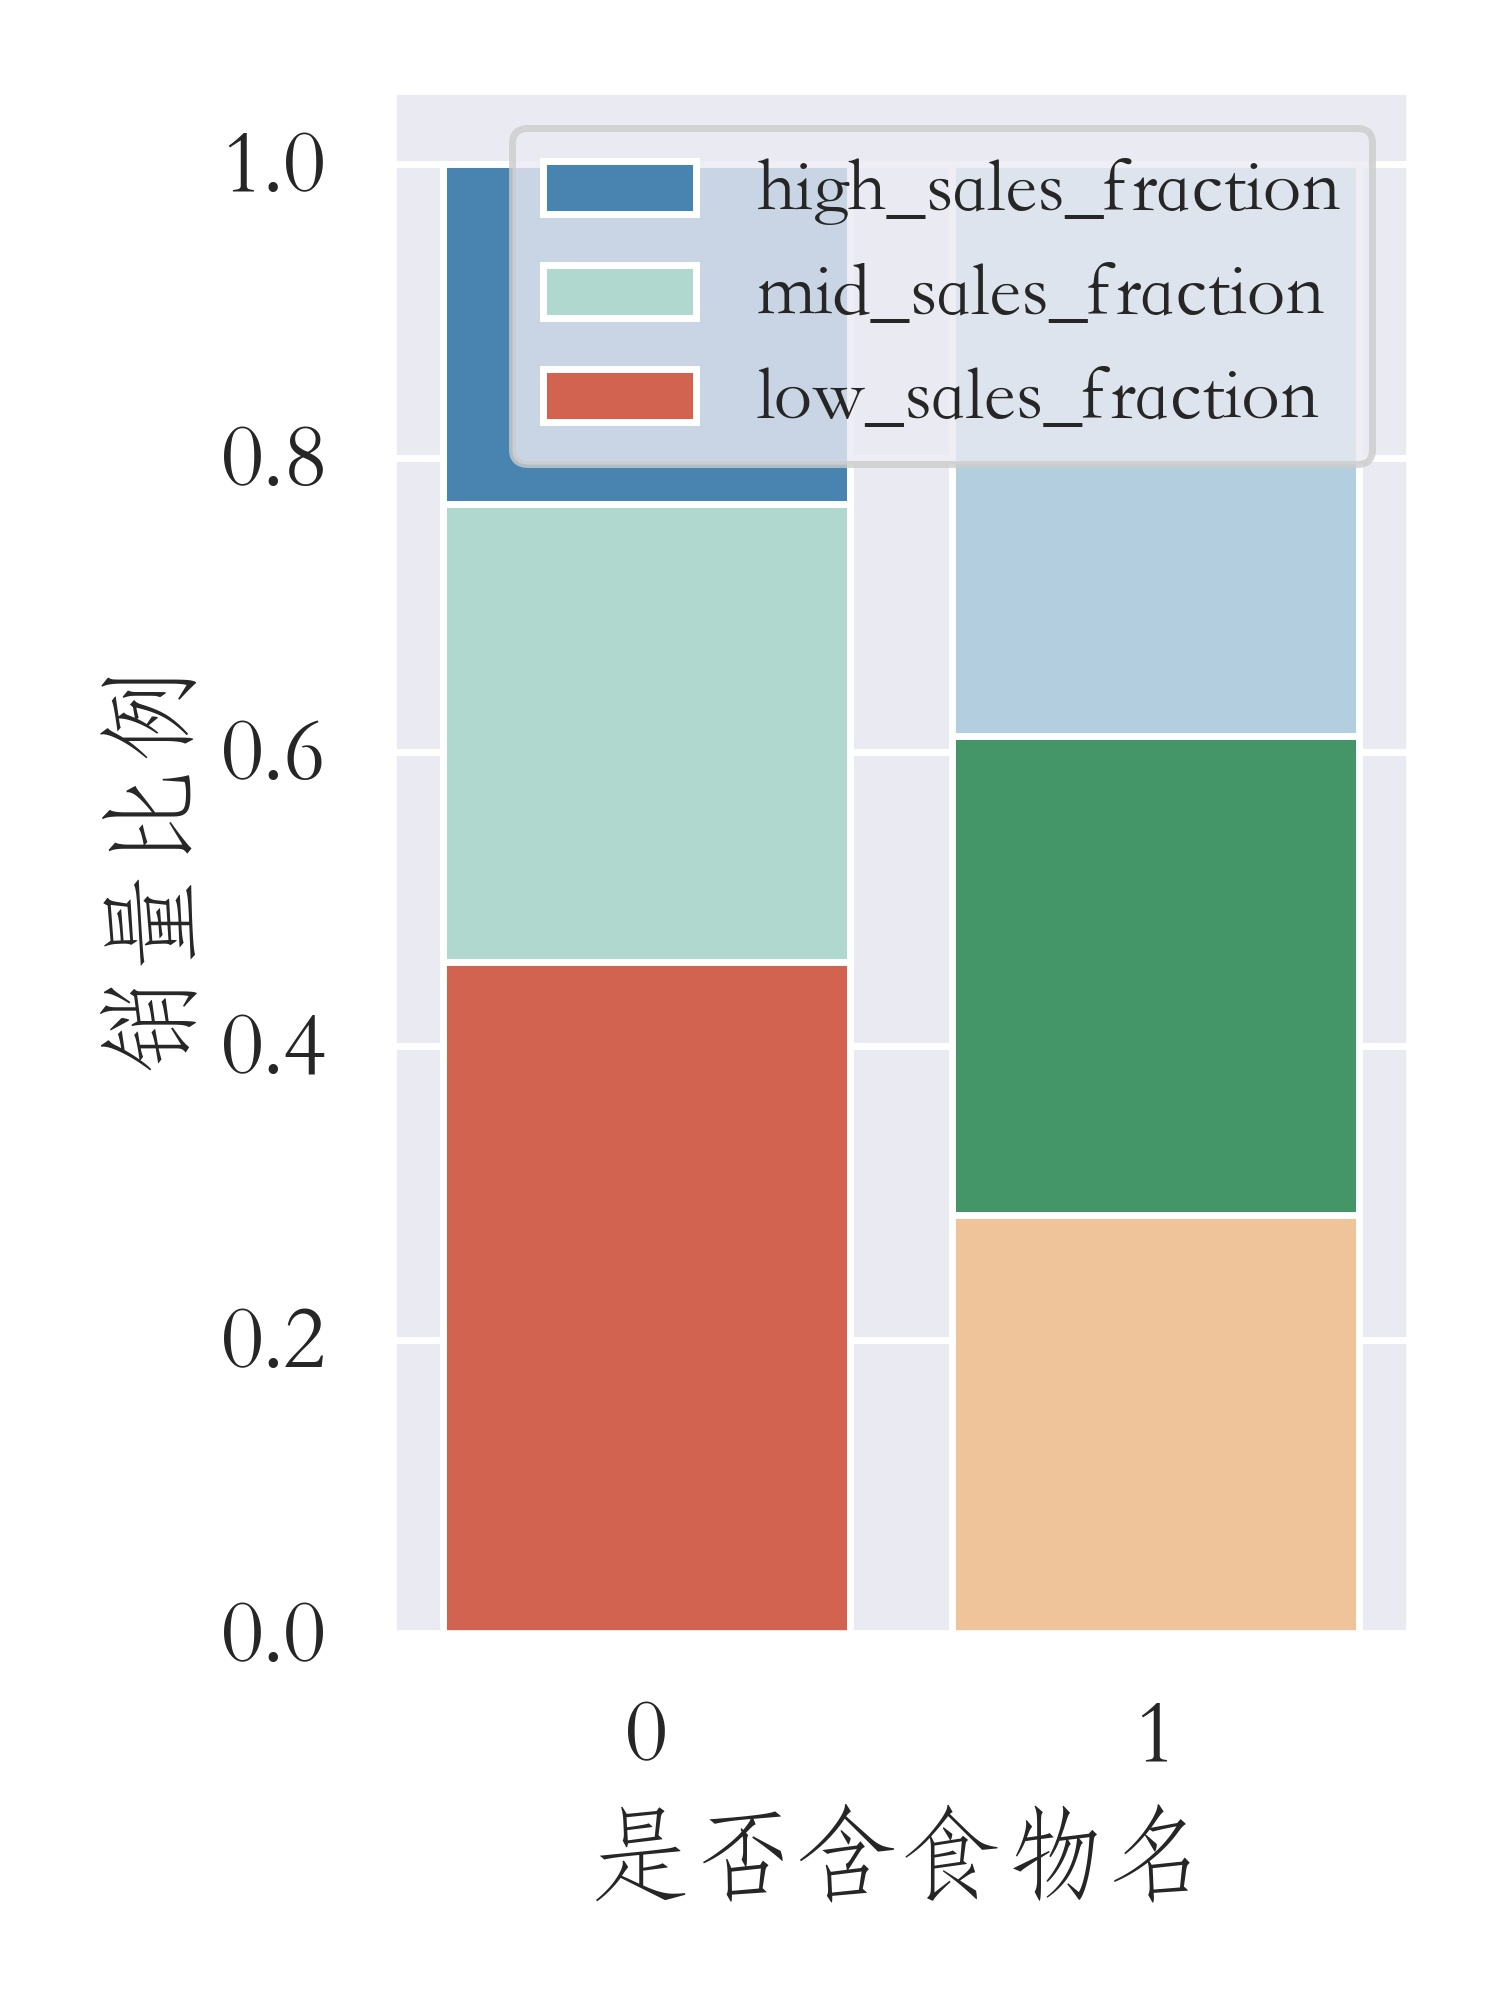 high_sales_fraction
mid_sales_fraction
low_sales_fraction
1.0
0.8
0.6
0.4
0.2
0.0
销量比例
0
1
是否含食物名